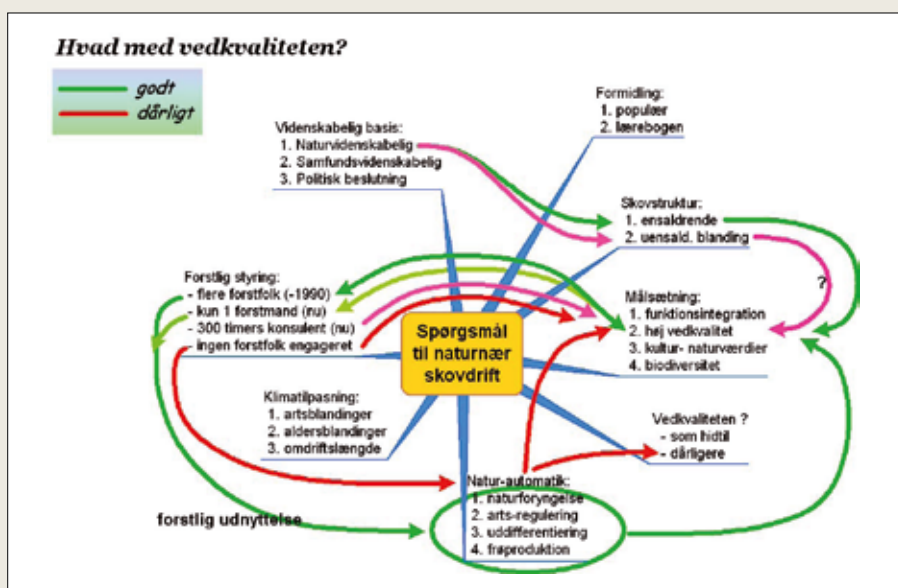 Hvad med vedkvaliteten?
godt
dårligt
Formidling:
1. populær
2. lærebogen
Videnskabelig basis:
1. Naturvidenskabelig
2. Samfundsvidenskabelig
3. Politisk beslutning
Skovstruktur:
1. ensaldrende
2. uensald. blanding
?
Forstlig styring:
- flere forstfolk (-1990)
- kun 1 forstmand (nu)
- 300 timers konsulent (nu)
- ingen forstfolk engageret
Målsætning:
1. funktionsintegration
2. høj vedkvalitet
3. kultur- naturværdier
4. biodiversitet
Spørgsmål
til naturnær
skovdrift
Klimatilpasning:
1. artsblandinger
2. aldersblandinger
3. omdriftslængde
Vedkvaliteten ?
- som hidtil
- dårligere
Natur-automatik:
1. naturforyngelse
2. arts-regulering
3. uddifferentiering
4. frøproduktion
forstlig udnyttelse